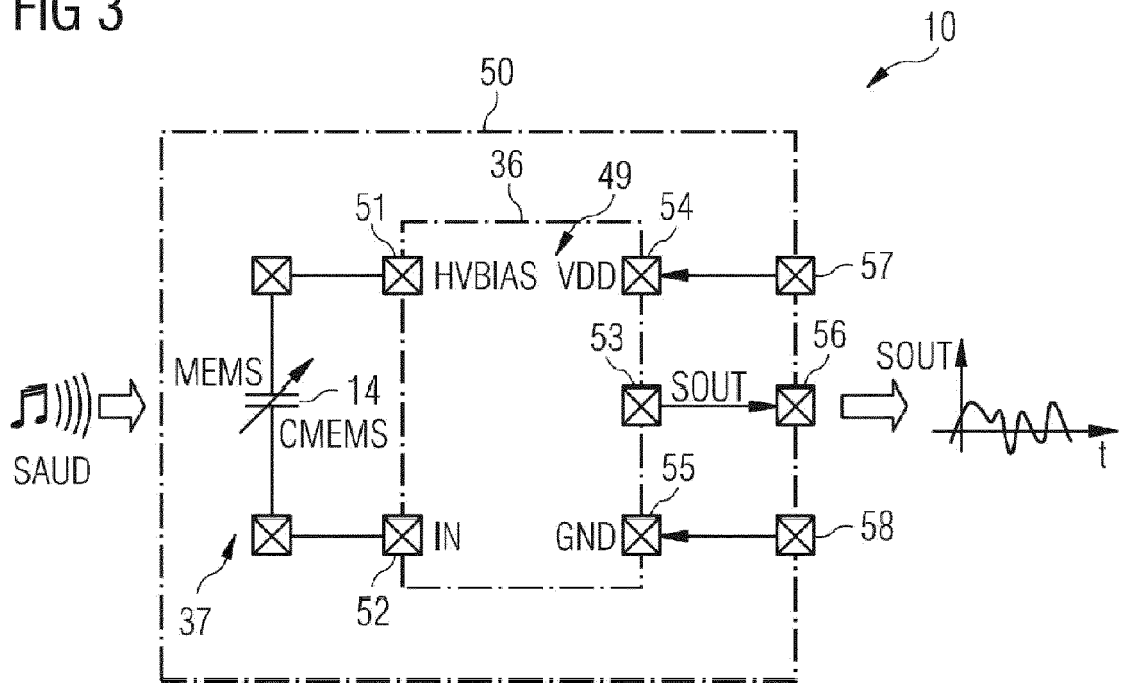 FIG 3
10
50
36
49
51
54
HVBIAS
VDD
57
53
56
MEMS
14
SOUT
SOUT
CMEMS
t
SAUD
55
IN
GND
58
52
37